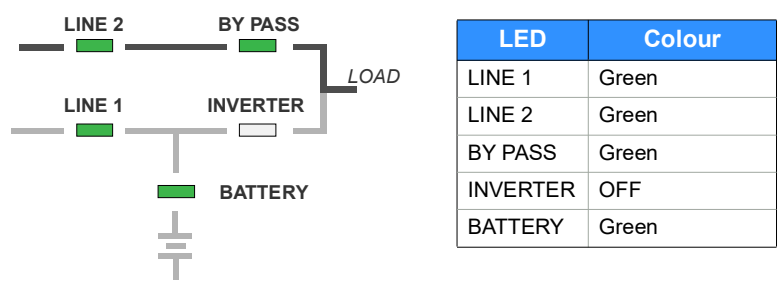 LINE 2 BY PASS
LOAD
LINE 1 INVERTER
BATTERY
LED Colour
LINE 1 Green
LINE 2 Green
BY PASS Green
INVERTER OFF
BATTERY Green